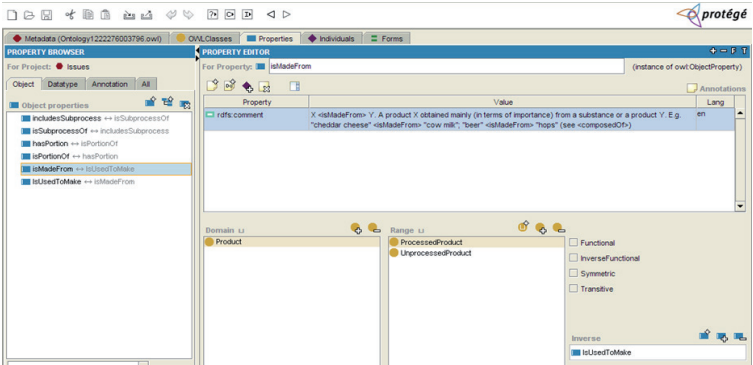 protégé
Metadata (Ontology1222276003796.owl) OWLClasses Properties Individuals Forms
PROPERTY BROWSER
For Project: Issues
Object Datatype Annotation All
Object properties
includesSubprocess ↔ isSubprocessOf
isSubprocessOf ↔ includesSubprocess
hasPortion ↔ isPortionOf
isPortionOf ↔ hasPortion
isMadeFrom ↔ IsUsedToMake
IsUsedToMake ↔ isMadeFrom
PROPERTY EDITOR
+ - F T
For Property: isMadeFrom (instance of owl:ObjectProperty)
Annotations
Property Value Lang
rdfs:comment X <isMadeFrom> Y. A product X obtained mainly (in terms of importance) from a substance or a product Y. E.g. en
"cheddar cheese" <isMadeFrom> "cow milk"; "beer" <isMadeFrom> "hops" (see <composedOf>)
Domain ⊔
Product
Range ⊔
ProcessedProduct
UnprocessedProduct
Functional
InverseFunctional
Symmetric
Transitive
Inverse
IsUsedToMake